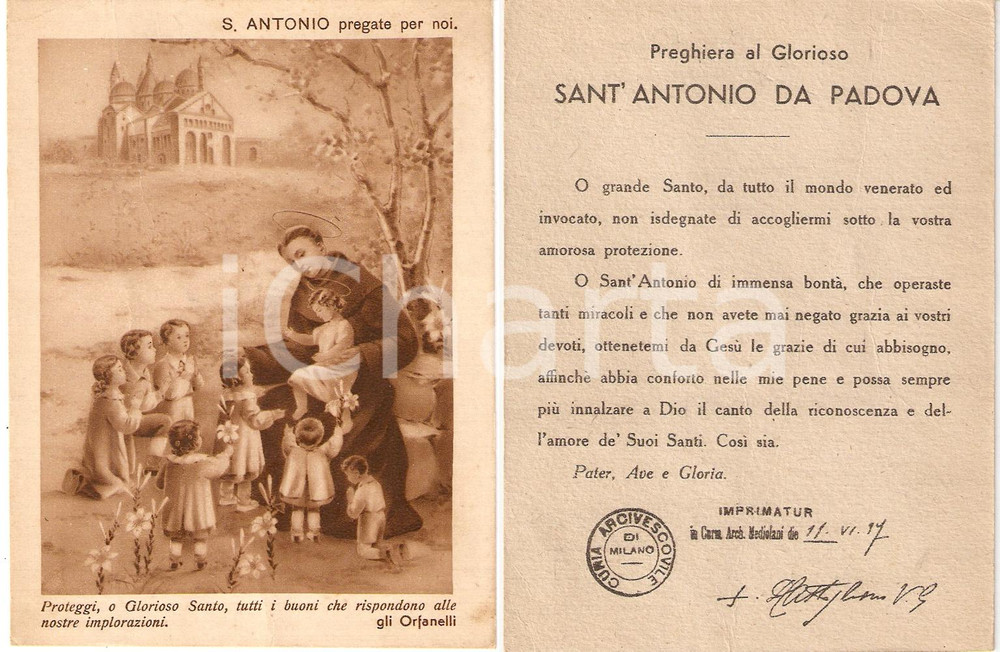 S. ANTONIO pregate per noi.
iCharta
Proteggi, o Glorioso Santo, tutti i buoni che rispondono alle
nostre implorazioni. gli Orfanelli
Preghiera al Glorioso
SANT' ANTONIO DA PADOVA
O grande Santo, da tutto il mondo venerato ed
invocato, non isdegnate di accogliermi sotto la vostra
amorosa protezione.
O Sant'Antonio di immensa bontà, che operaste
tanti miracoli e che non avete mai negato grazia ai vostri
devoti, ottenetemi da Gesù le grazie di cui abbisogno,
affinchè abbia conforto nelle mie pene e possa sempre
più innalzare a Dio il canto della riconoscenza e del-
l'amore de' Suoi Santi. Così sia.
Pater, Ave e Gloria.
IMPRIMATUR
in Curia Arch. Mediolani die 11. VI. 47
CURIA ARCIVESCOVILE
DI
MILANO
V. G